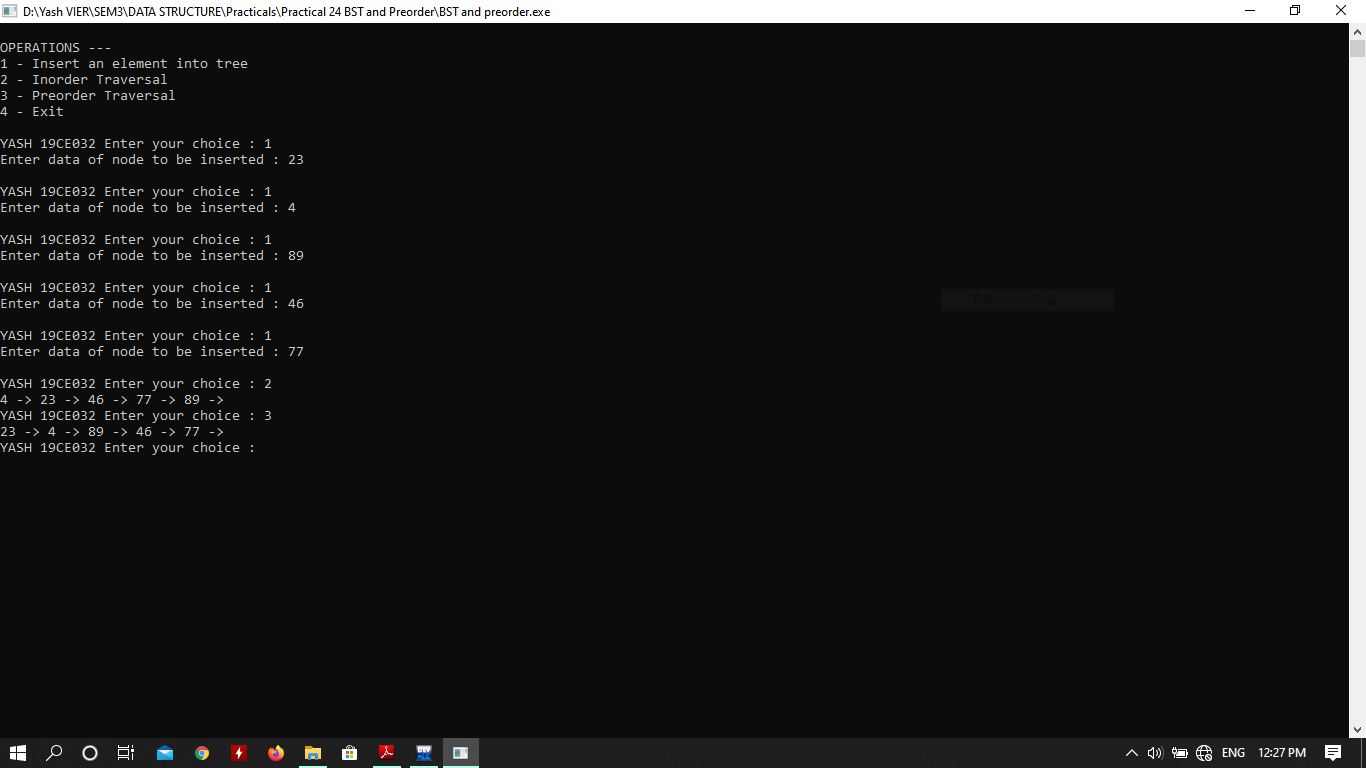 D:\Yash VIER\SEM3\DATA STRUCTURE\Practicals\Practical 24 BST and Preorder\BST and preorder.exe
OPERATIONS ---
1 - Insert an element into tree
2 - Inorder Traversal
3 - Preorder Traversal
4 - Exit
YASH 19CE032 Enter your choice : 1
Enter data of node to be inserted : 23
YASH 19CE032 Enter your choice : 1
Enter data of node to be inserted : 4
YASH 19CE032 Enter your choice : 1
Enter data of node to be inserted : 89
YASH 19CE032 Enter your choice : 1
Enter data of node to be inserted : 46
YASH 19CE032 Enter your choice : 1
Enter data of node to be inserted : 77
YASH 19CE032 Enter your choice : 2
4 -> 23 -> 46 -> 77 -> 89 ->
YASH 19CE032 Enter your choice : 3
23 -> 4 -> 89 -> 46 -> 77 ->
YASH 19CE032 Enter your choice :
Full-screen Snip
DEV
ENG
12:27 PM